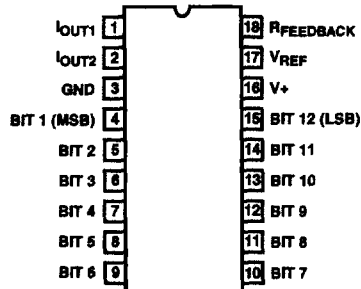 IOUT1 1 18 RFEEDBACK
IOUT2 2 17 VREF
GND 3 16 V+
BIT 1 (MSB) 4 15 BIT 12 (LSB)
BIT 2 5 14 BIT 11
BIT 3 6 13 BIT 10
BIT 4 7 12 BIT 9
BIT 5 8 11 BIT 8
BIT 6 9 10 BIT 7